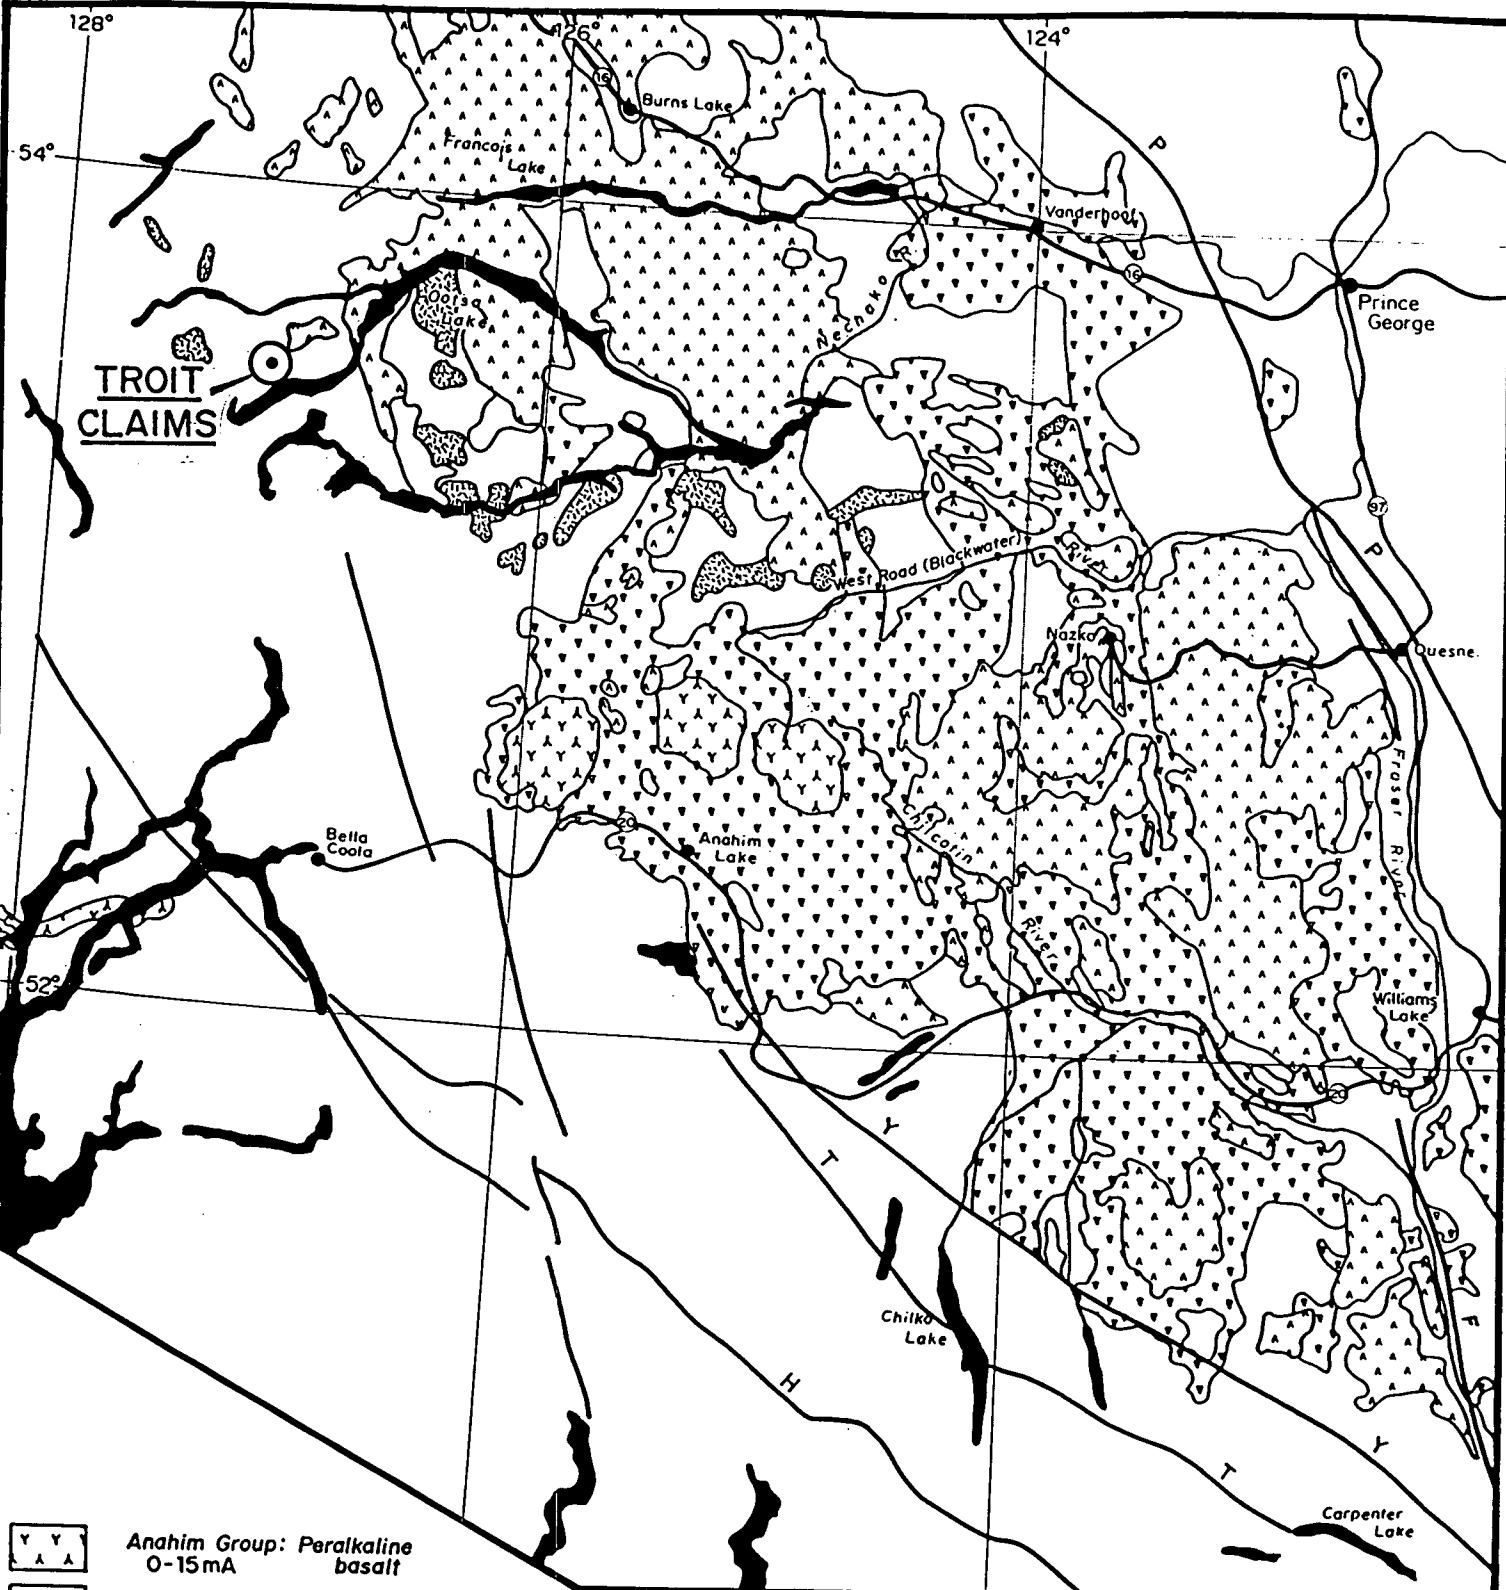 128°
126°
124°
16
Burns Lake
54°
Francois
Lake
P
Vanderhoof
16
Nechako R
Ootsa
Lake
Prince
George
TROIT
CLAIMS
97
P
West Road (Blackwater)
River
Nazko
Quesne
Fraser River
Chilcotin
River
20
Anahim
Lake
Bella
Coola
52°
Williams
Lake
20
Y
T
F
Chilko
Lake
H
Y
T
Carpenter
Lake
Anahim Group: Peralkaline
0-15mA basalt